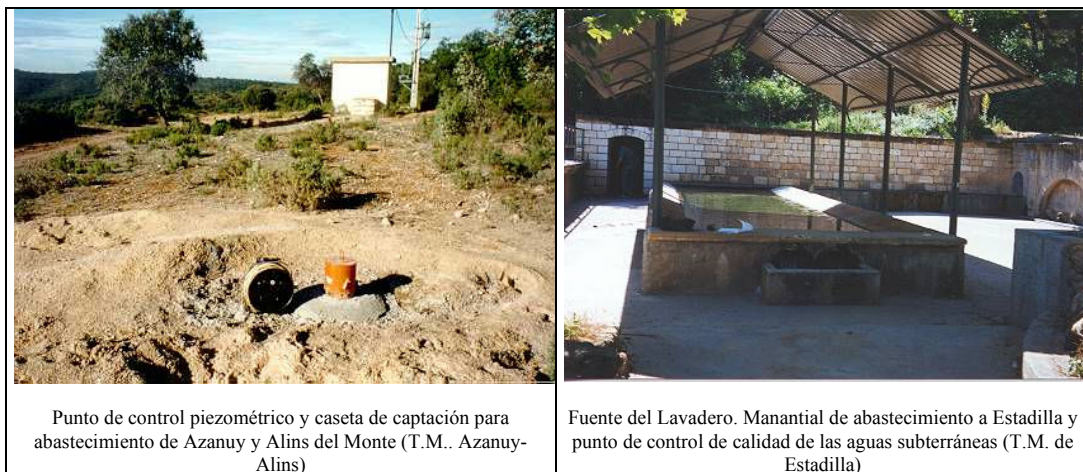 Punto de control piezométrico y caseta de captación para
abastecimiento de Azanuy y Alins del Monte (T.M.. Azanuy-
Alins)
Fuente del Lavadero. Manantial de abastecimiento a Estadilla y
punto de control de calidad de las aguas subterráneas (T.M. de
Estadilla)